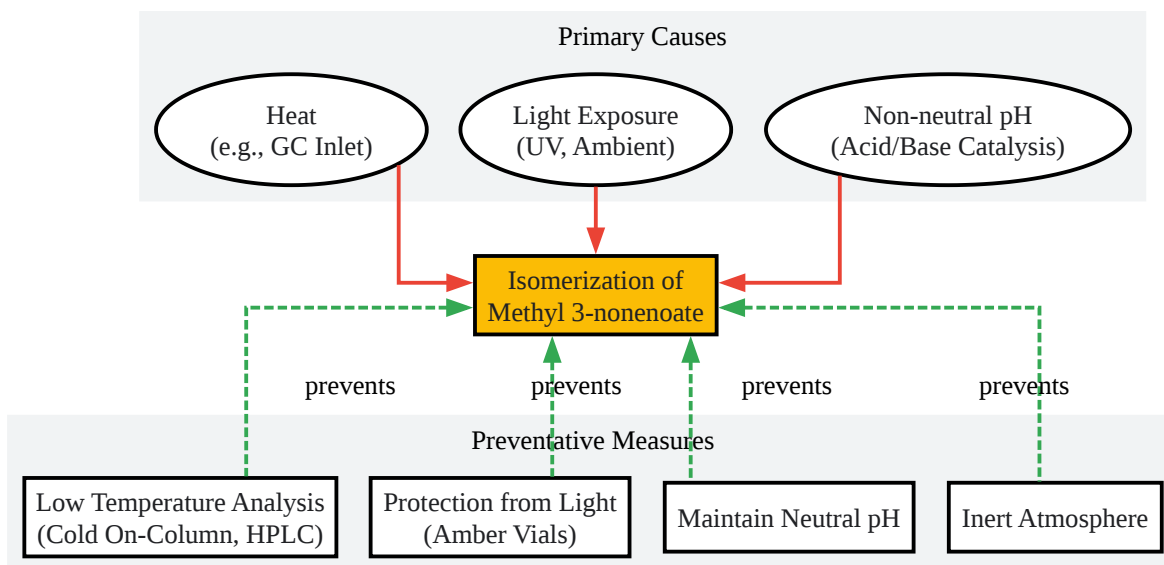 Primary Causes
Heat
(e.g., GC Inlet)
Light Exposure
(UV, Ambient)
Non-neutral pH
(Acid/Base Catalysis)
Isomerization of
Methyl 3-nonenoate
prevents
prevents
prevents
prevents
Preventative Measures
Low Temperature Analysis
(Cold On-Column, HPLC)
Protection from Light
(Amber Vials)
Maintain Neutral pH
Inert Atmosphere